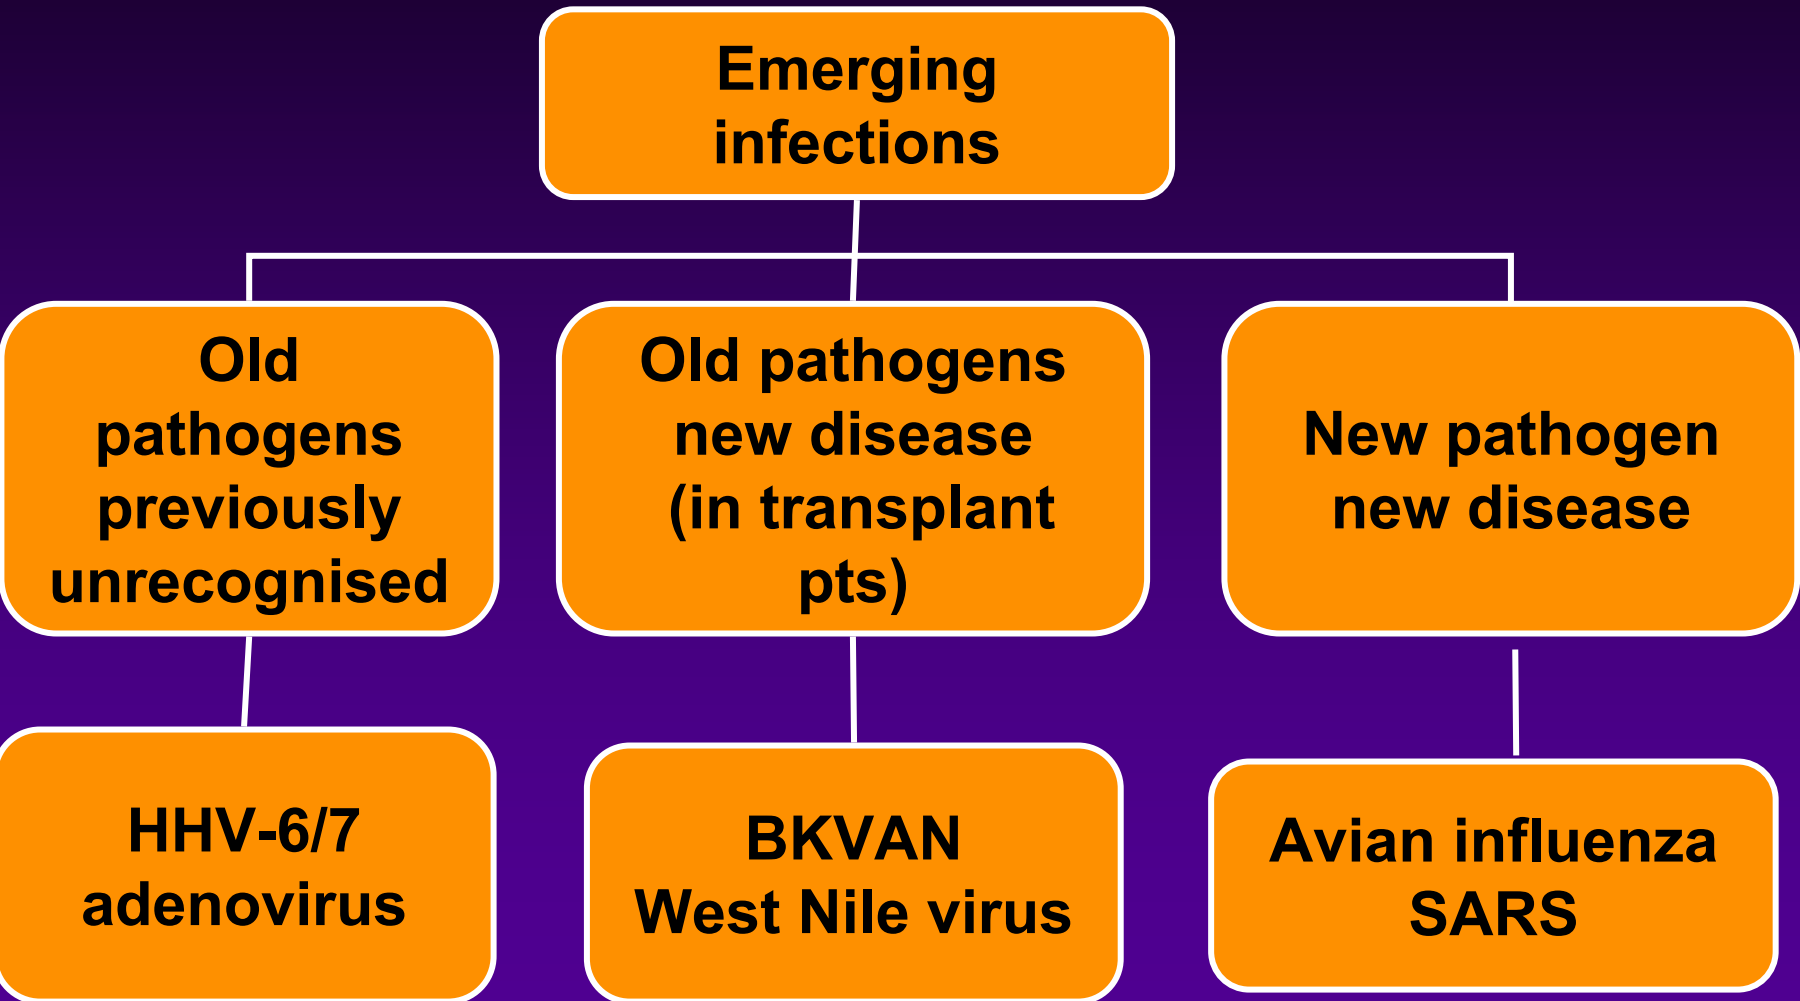 Emerging
infections
Old
pathogens
previously
unrecognised
Old pathogens
new disease
(in transplant
pts)
New pathogen
new disease
HHV-6/7
adenovirus
BKVAN
West Nile virus
Avian influenza
SARS